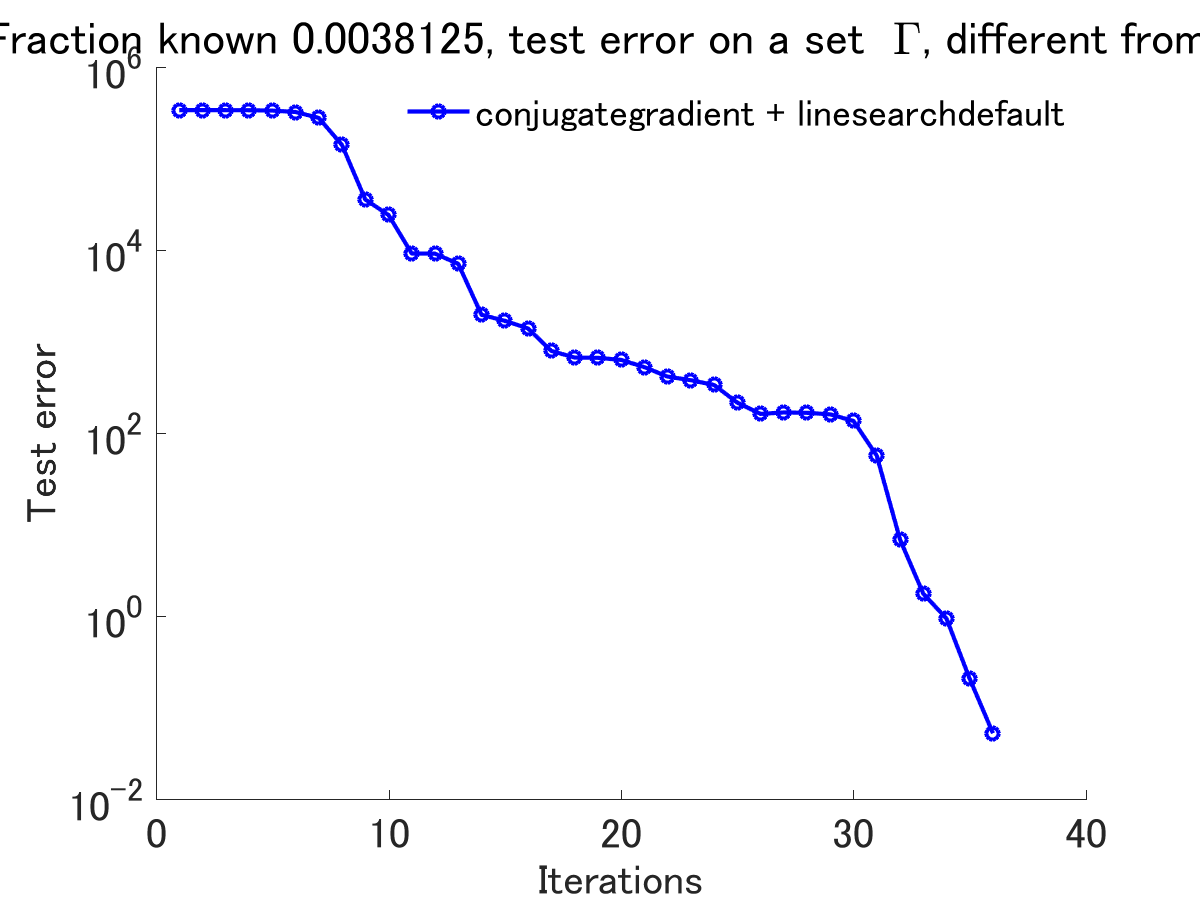 Fraction known 0.0038125, test error on a set Γ, different from
10^6
conjugategradient + linesearchdefault
10^4
10^2
10^0
10^−2
Test error
0 10 20 30 40
Iterations